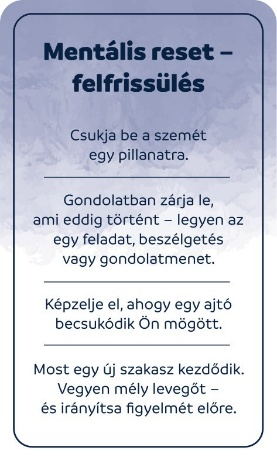 Mentális reset –
felfrissülés
Csukja be a szemét
egy pillanatra.
Gondolatban zárja le,
ami eddig történt – legyen az
egy feladat, beszélgetés
vagy gondolatmenet.
Képzelje el, ahogy egy ajtó
becsukódik Ön mögött.
Most egy új szakasz kezdődik.
Vegyen mély levegőt –
és irányítsa figyelmét előre.